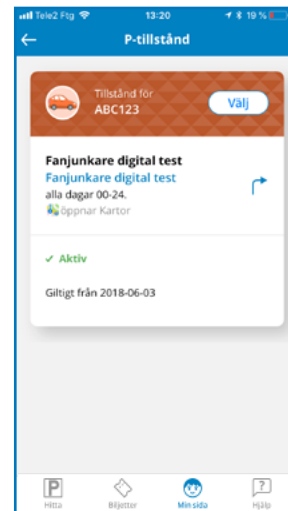 Tele2 Ftg 13:20 19 %
P-tillstånd
Tillstånd för
ABC123
Välj
Fanjunkare digital test
Fanjunkare digital test
alla dagar 00-24.
öppnar Kartor
✓ Aktiv
Giltigt från 2018-06-03
P ?
Hitta Biljetter Min sida Hjälp